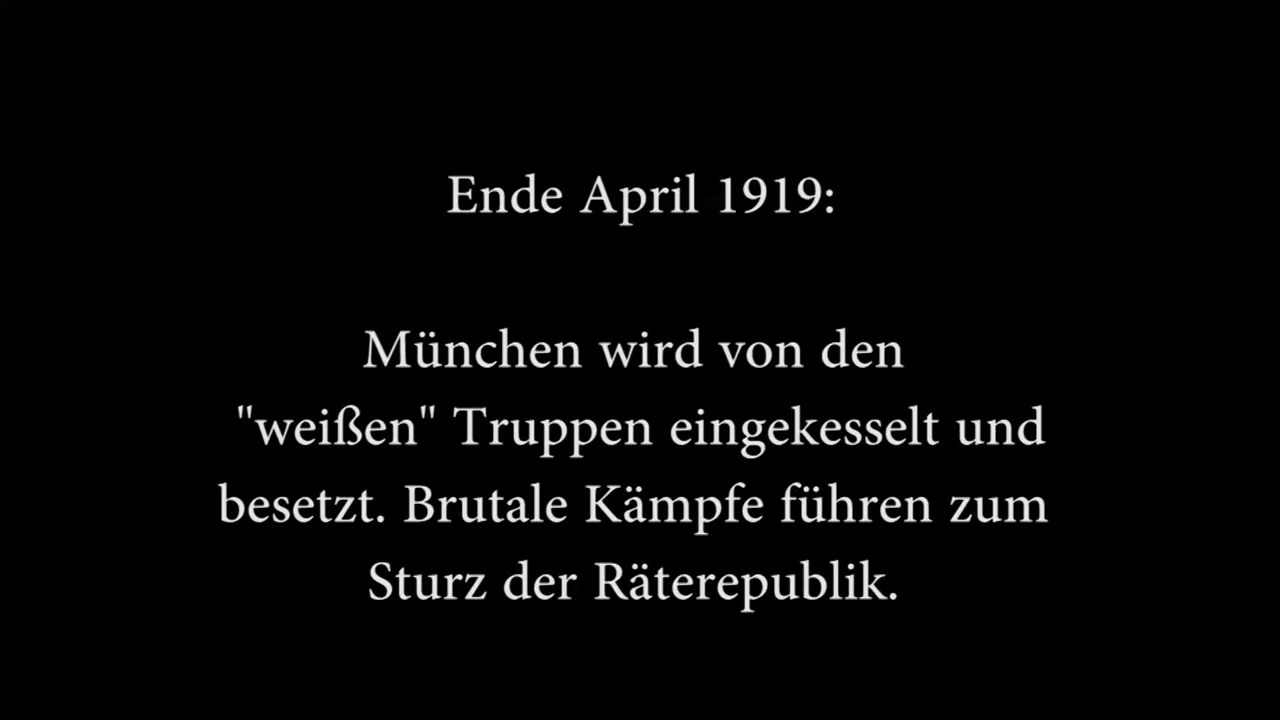 Ende April 1919:
München wird von den
"weißen" Truppen eingekesselt und
besetzt. Brutale Kämpfe führen zum
Sturz der Räterepublik.